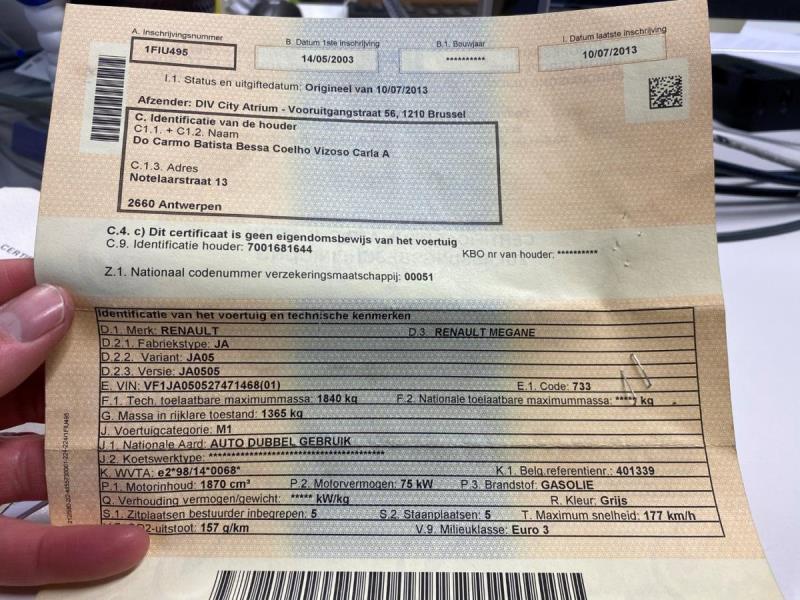 A. Inschrijvingsnummer
1FIU495
B. Datum 1ste inschrijving
14/05/2003
B.1. Bouwjaar
**********
I. Datum laatste inschrijving
10/07/2013
I.1. Status en uitgiftedatum: Origineel van 10/07/2013
Afzender: DIV City Atrium - Vooruitgangstraat 56, 1210 Brussel
C. Identificatie van de houder
C1.1. + C1.2. Naam
Do Carmo Batista Bessa Coelho Vizoso Carla A
C.1.3. Adres
Notelaarstraat 13
2660 Antwerpen
C.4. c) Dit certificaat is geen eigendomsbewijs van het voertuig
C.9. Identificatie houder: 7001681644 KBO nr van houder: **********
Z.1. Nationaal codenummer verzekeringsmaatschappij: 00051
Identificatie van het voertuig en technische kenmerken
D.1. Merk: RENAULT D.3. RENAULT MEGANE
D.2.1. Fabriekstype: JA
D.2.2. Variant: JA05
D.2.3. Versie: JA0505
E. VIN: VF1JA050527471468(01) E.1. Code: 733
F.1. Tech. toelaatbare maximummassa: 1840 kg F.2. Nationale toelaatbare maximummassa: ***** kg
G. Massa in rijklare toestand: 1365 kg
J. Voertuigcategorie: M1
J.1. Nationale Aard: AUTO DUBBEL GEBRUIK
J.2. Koetswerktype: **********************************
K. WVTA: e2*98/14*0068* K.1. Belg.referentienr.: 401339
P.1. Motorinhoud: 1870 cm³ P.2. Motorvermogen: 75 kW P.3. Brandstof: GASOLIE
Q. Verhouding vermogen/gewicht: ***** kW/kg R. Kleur: Grijs
S.1. Zitplaatsen bestuurder inbegrepen: 5 S.2. Staanplaatsen: 5 T. Maximum snelheid: 177 km/h
CO2-uitstoot: 157 g/km V.9. Milieuklasse: Euro 3